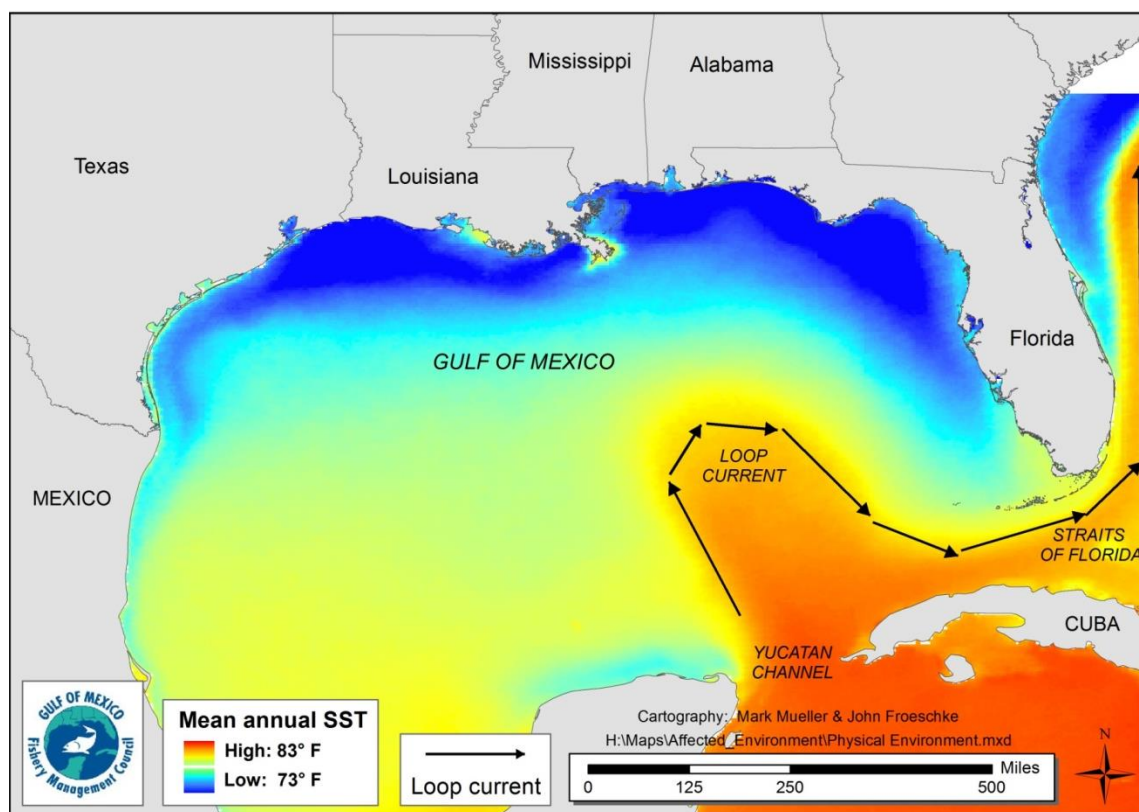 Mississippi
Alabama
Texas
Louisiana
GULF OF MEXICO
Florida
MEXICO
LOOP
CURRENT
STRAITS
OF FLORIDA
CUBA
YUCATAN
CHANNEL
GULF OF MEXICO
Fishery Management Council
Mean annual SST
High: 83° F
Low: 73° F
Loop current
Cartography: Mark Mueller & John Froeschke
H:\Maps\Affected_Environment\Physical Environment.mxd
Miles
0 125 250 500
N